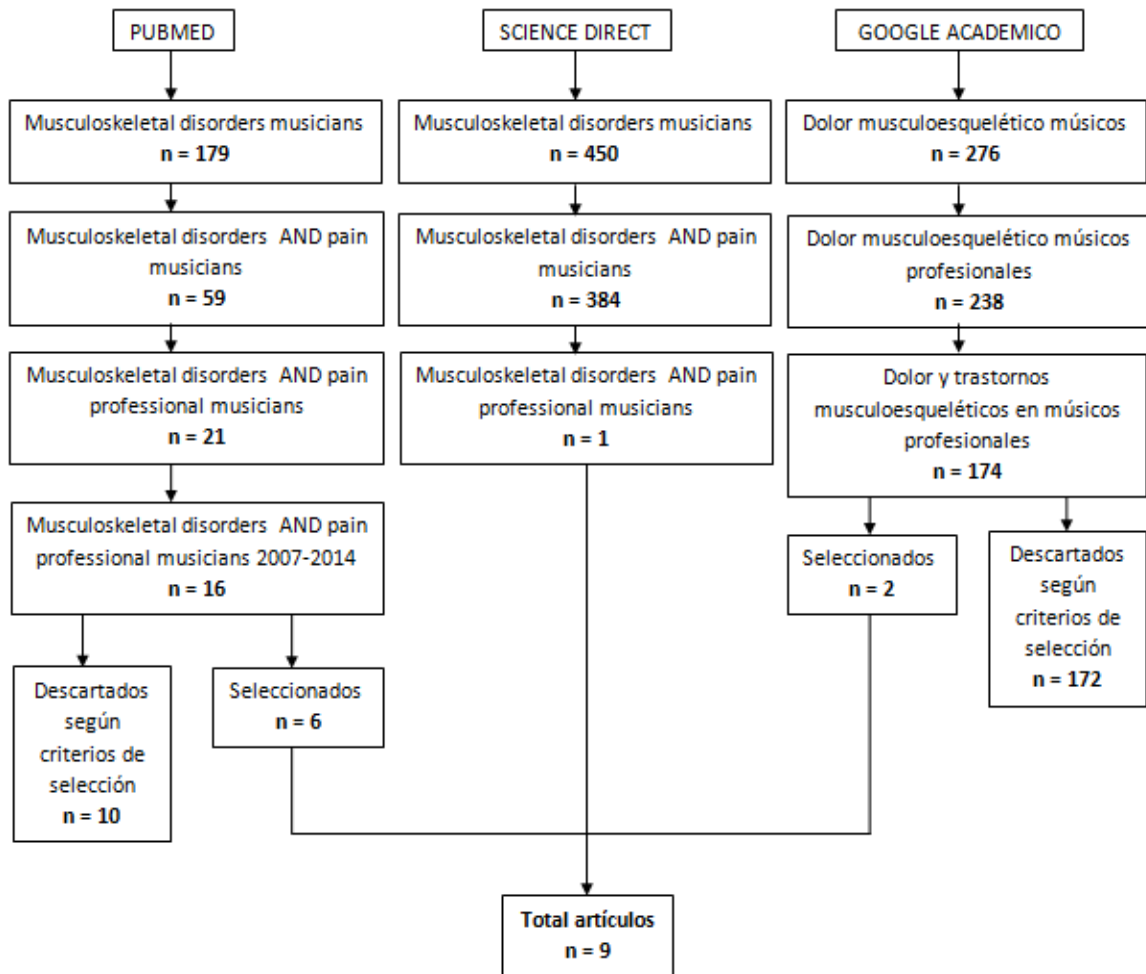 PUBMED
Musculoskeletal disorders musicians
n = 179
Musculoskeletal disorders AND pain
musicians
n = 59
Musculoskeletal disorders AND pain
professional musicians
n = 21
Musculoskeletal disorders AND pain
professional musicians 2007-2014
n = 16
Descartados
según
criterios de
selección
n = 10
Seleccionados
n = 6
SCIENCE DIRECT
Musculoskeletal disorders musicians
n = 450
Musculoskeletal disorders AND pain
musicians
n = 384
Musculoskeletal disorders AND pain
professional musicians
n = 1
GOOGLE ACADEMICO
Dolor musculoesquelético músicos
n = 276
Dolor musculoesquelético músicos
profesionales
n = 238
Dolor y trastornos
musculoesqueléticos en músicos
profesionales
n = 174
Seleccionados
n = 2
Descartados
según
criterios de
selección
n = 172
Total artículos
n = 9